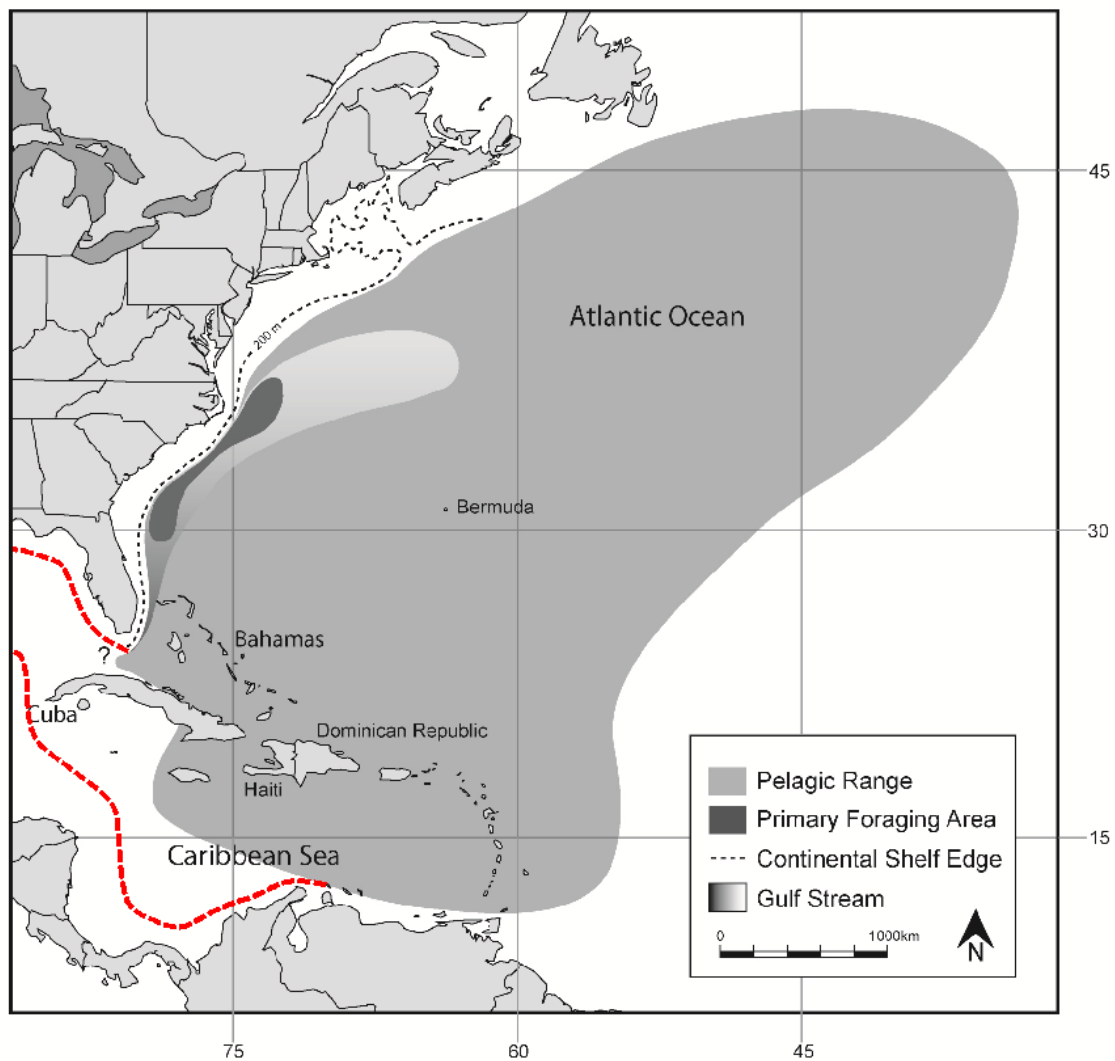 45
Atlantic Ocean
200 m
Bermuda
30
Bahamas
?
Cuba
Dominican Republic
Haiti
Pelagic Range
Primary Foraging Area
15
Caribbean Sea
Continental Shelf Edge
Gulf Stream
0 1000km
N
75 60 45